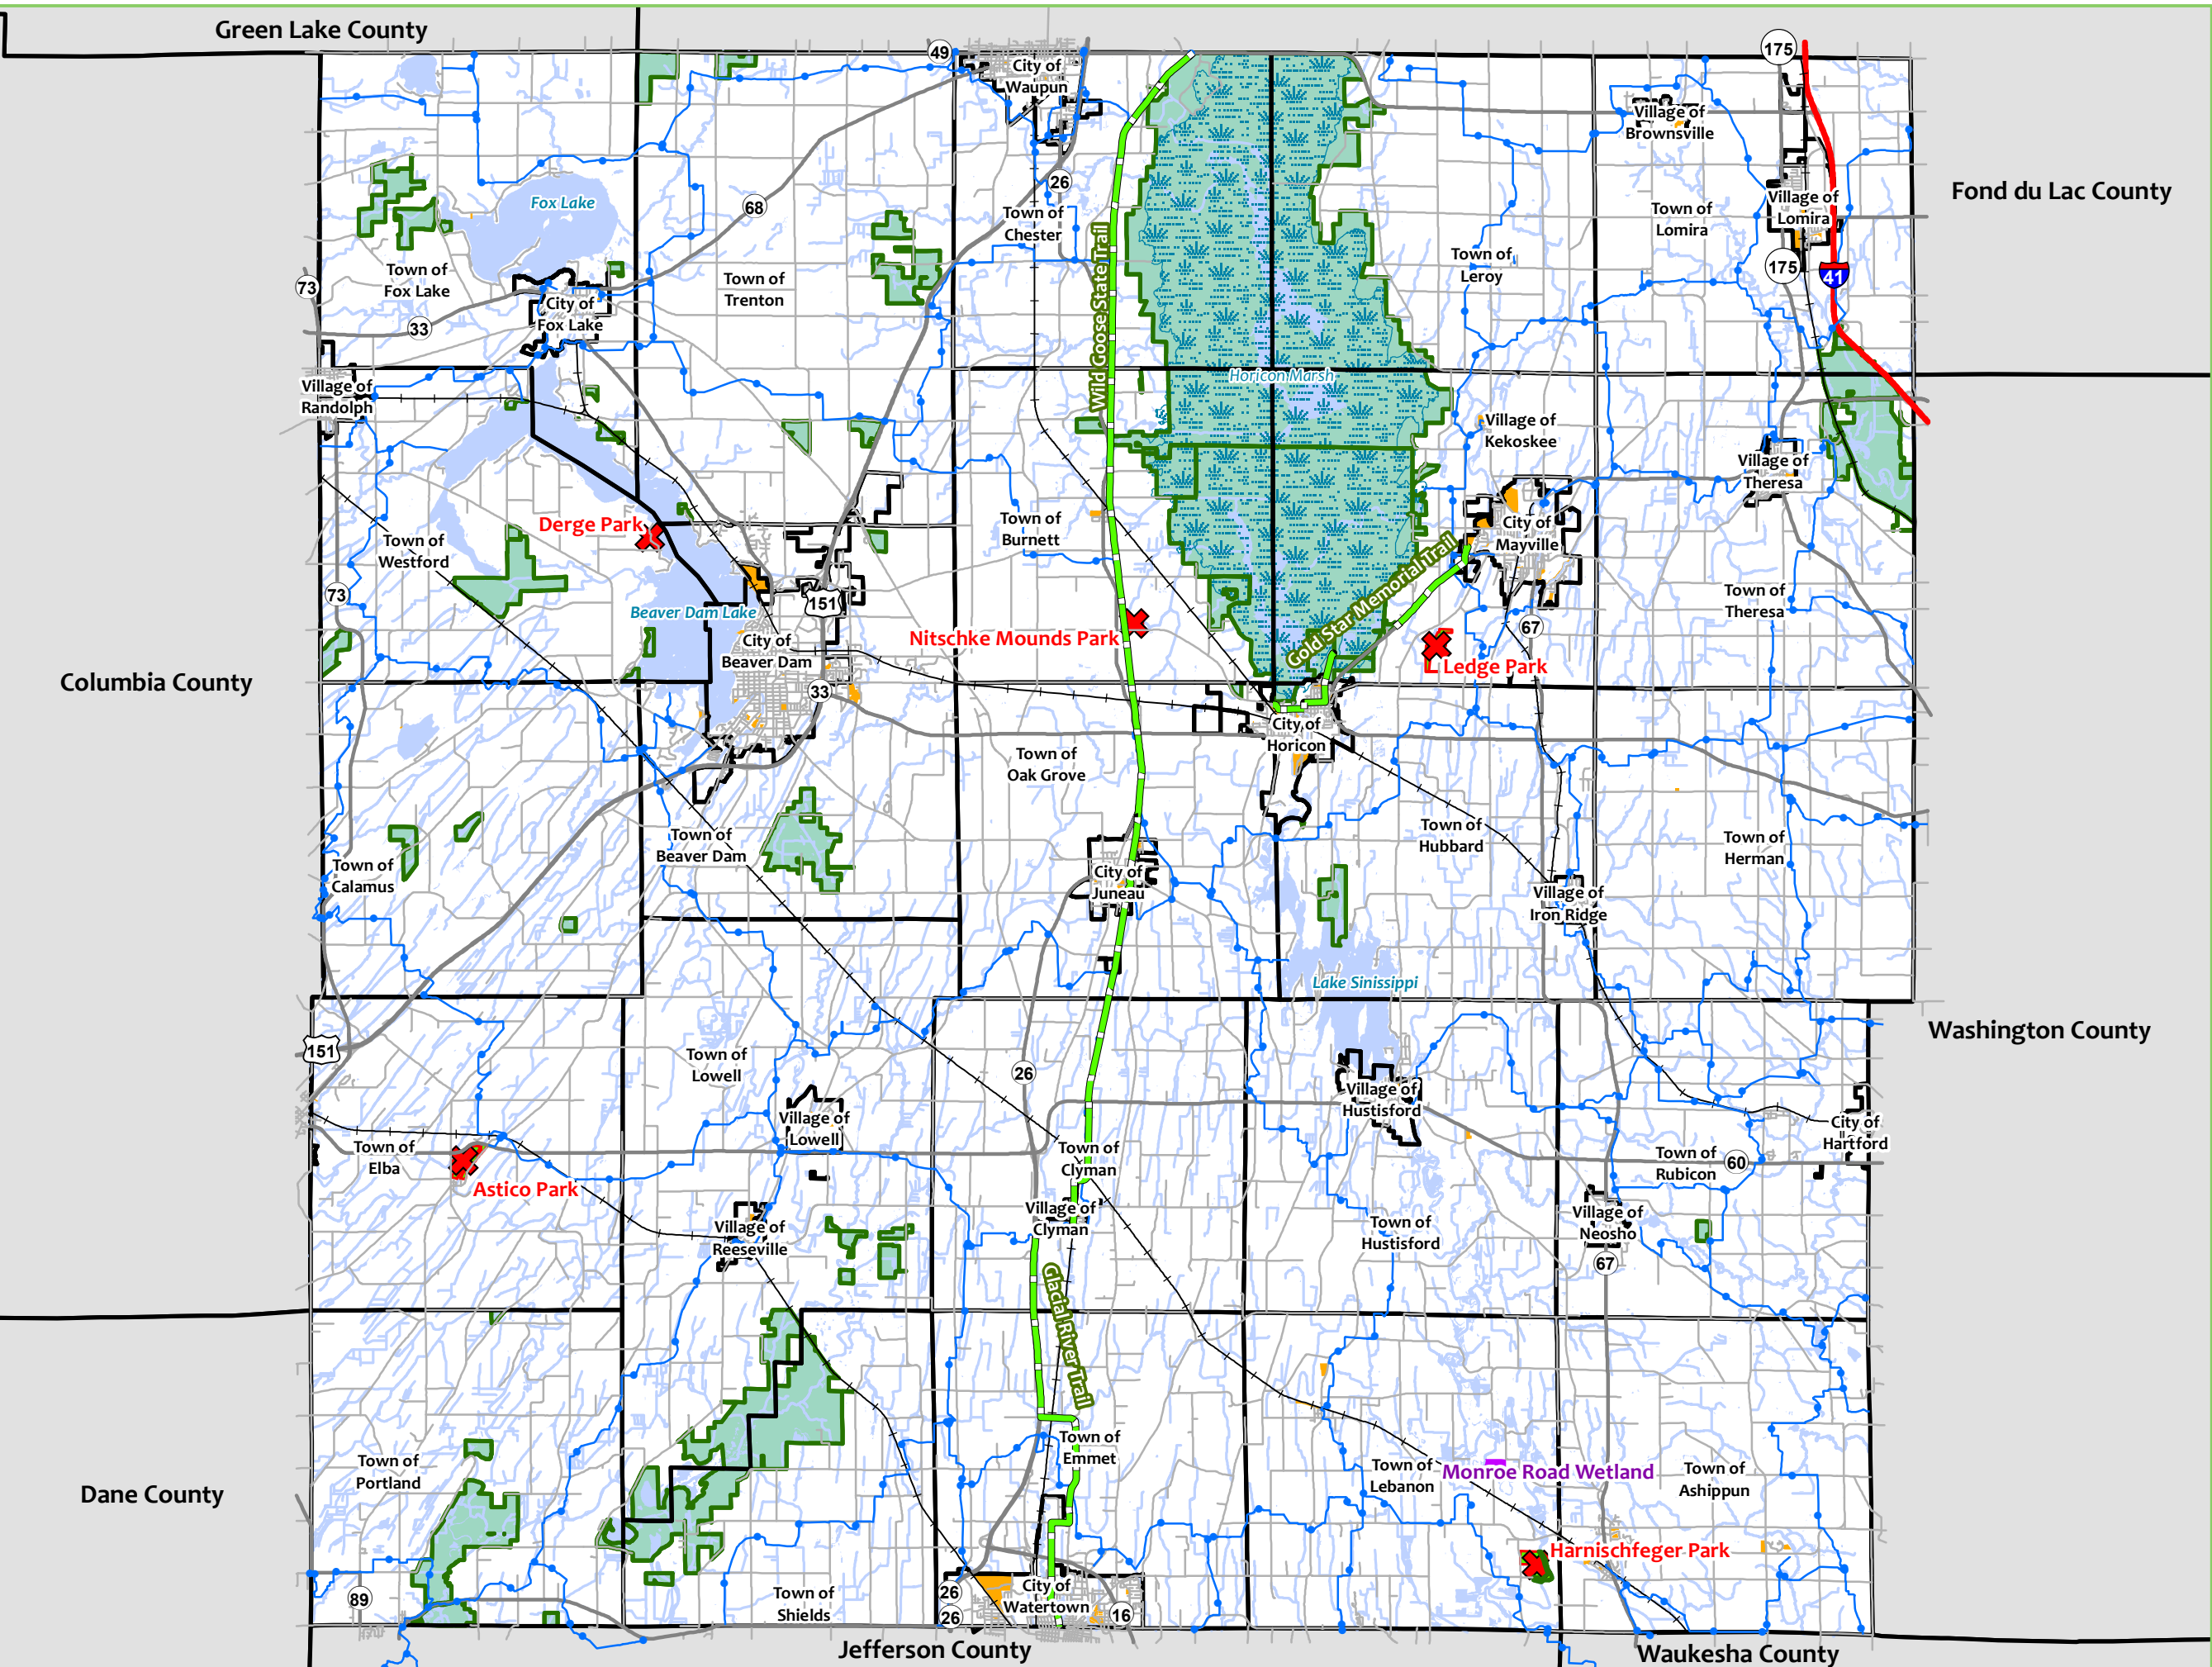 Green Lake County
49
City of
Waupun
175
Village of
Brownsville
26
Fond du Lac County
Fox Lake
68
Town of
Chester
Village of
Lomira
Town of
Lomira
Wild Goose State Trail
Town of
Fox Lake
Town of
Trenton
Town of
Leroy
175
41
73
City of
Fox Lake
33
Village of
Randolph
Horicon Marsh
Village of
Kekoskee
Village of
Theresa
Derge Park
Town of
Westford
Town of
Burnett
City of
Mayville
73
Beaver Dam Lake
151
Gold Star Memorial Trail
Town of
Theresa
City of
Beaver Dam
Nitschke Mounds Park
67
Ledge Park
Columbia County
33
City of
Horicon
Town of
Oak Grove
Town of
Beaver Dam
Town of
Hubbard
Town of
Herman
Town of
Calamus
City of
Juneau
Village of
Iron Ridge
Lake Sinissippi
Washington County
151
Town of
Lowell
26
Village of
Hustisford
Village of
Lowell
City of
Hartford
Town of
Elba
Town of
Clyman
Town of
Rubicon
60
Astico Park
Village of
Clyman
Village of
Reeseville
Town of
Hustisford
Village of
Neosho
67
Glacial River Trail
Town of
Emmet
Town of
Portland
Town of
Lebanon
Monroe Road Wetland
Town of
Ashippun
Dane County
Harnischfeger Park
89
Town of
Shields
26
26
City of
Watertown
16
Jefferson County
Waukesha County